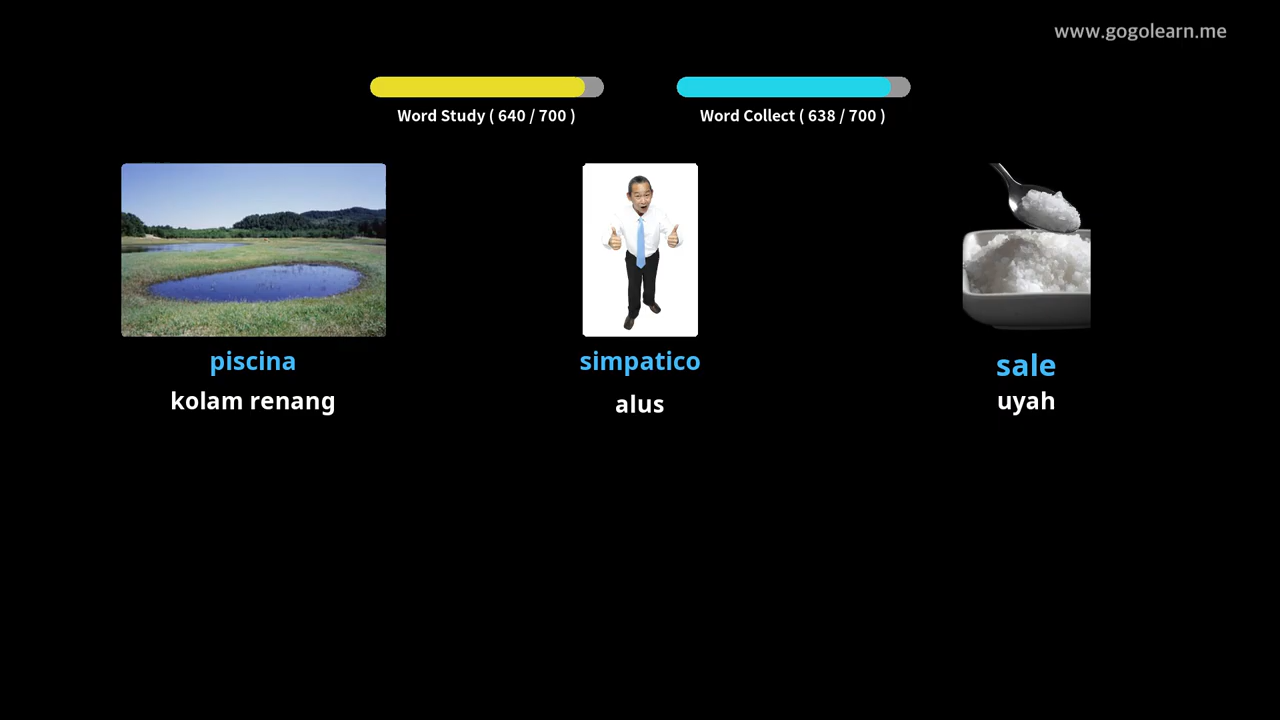 www.gogolearn.me
Word Study ( 640 / 700 )
Word Collect ( 638 / 700 )
piscina
kolam renang
simpatico
alus
sale
uyah